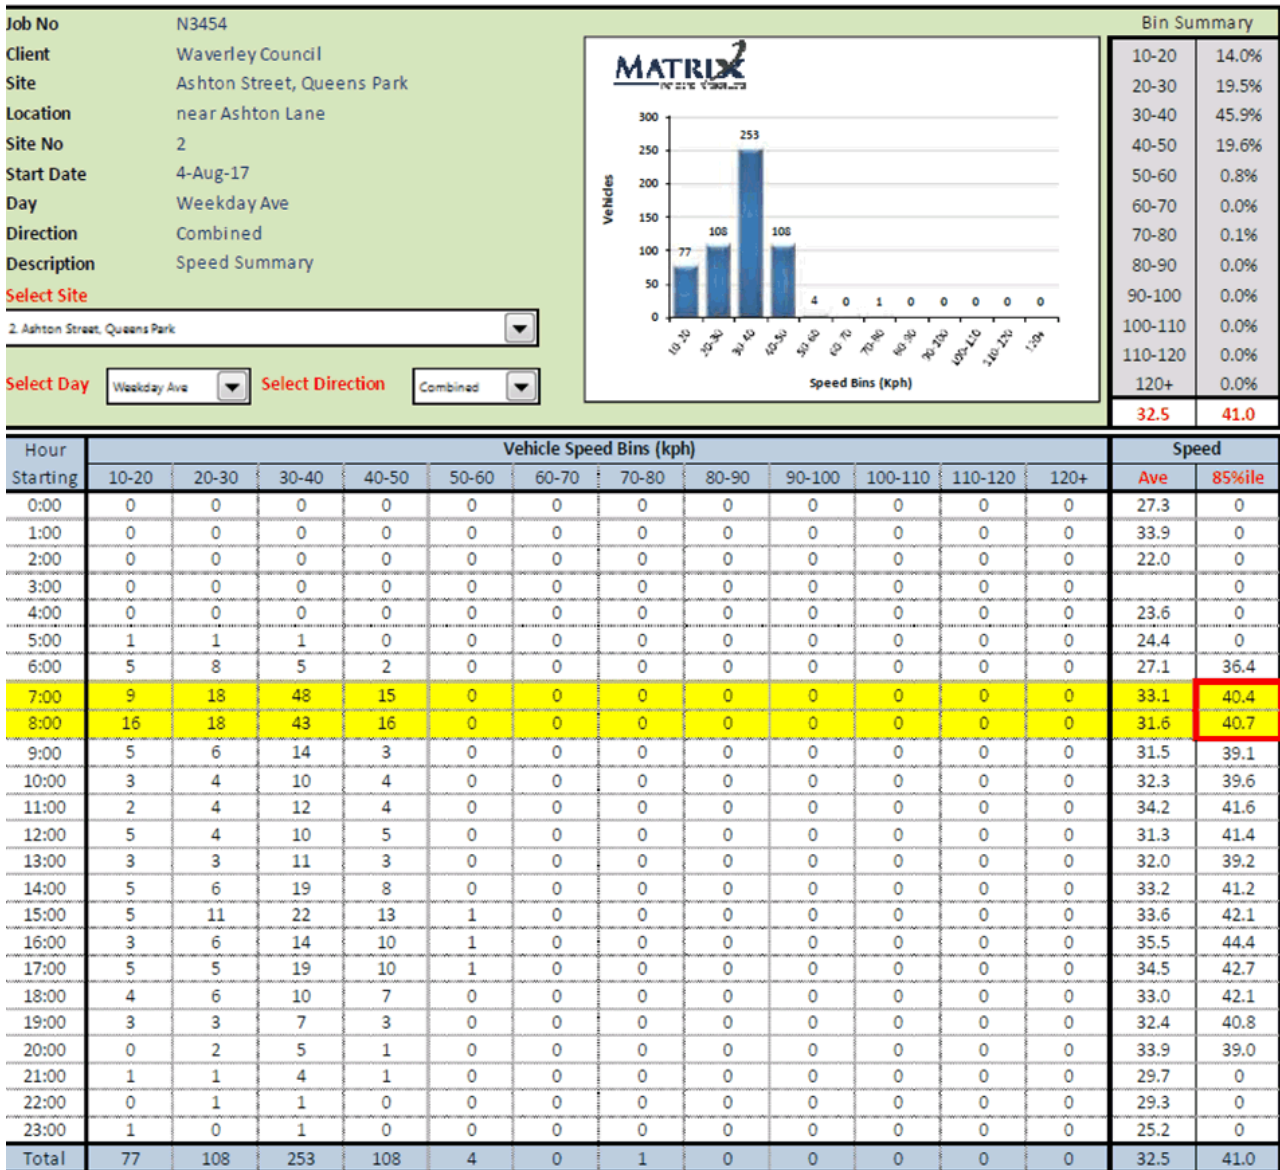 Job No N3454
Client Waverley Council
Site Ashton Street, Queens Park
Location near Ashton Lane
Site No 2
Start Date 4-Aug-17
Day Weekday Ave
Direction Combined
Description Speed Summary
Select Site
2. Ashton Street, Queens Park
Select Day Weekday Ave Select Direction Combined
MATRIX
Vehicles
300
250
200
150
100
50
0
77 108 253 108 4 0 1 0 0 0 0 0
10-20 20-30 30-40 40-50 50-60 60-70 70-80 80-90 90-100 100-110 110-120 120+
Speed Bins (Kph)
Bin Summary
10-20 14.0%
20-30 19.5%
30-40 45.9%
40-50 19.6%
50-60 0.8%
60-70 0.0%
70-80 0.1%
80-90 0.0%
90-100 0.0%
100-110 0.0%
110-120 0.0%
120+ 0.0%
32.5 41.0
Hour Vehicle Speed Bins (kph) Speed
Starting 10-20 20-30 30-40 40-50 50-60 60-70 70-80 80-90 90-100 100-110 110-120 120+ Ave 85%ile
0:00 0 0 0 0 0 0 0 0 0 0 0 0 27.3 0
1:00 0 0 0 0 0 0 0 0 0 0 0 0 33.9 0
2:00 0 0 0 0 0 0 0 0 0 0 0 0 22.0 0
3:00 0 0 0 0 0 0 0 0 0 0 0 0 0
4:00 0 0 0 0 0 0 0 0 0 0 0 0 23.6 0
5:00 1 1 1 0 0 0 0 0 0 0 0 0 24.4 0
6:00 5 8 5 2 0 0 0 0 0 0 0 0 27.1 36.4
7:00 9 18 48 15 0 0 0 0 0 0 0 0 33.1 40.4
8:00 16 18 43 16 0 0 0 0 0 0 0 0 31.6 40.7
9:00 5 6 14 3 0 0 0 0 0 0 0 0 31.5 39.1
10:00 3 4 10 4 0 0 0 0 0 0 0 0 32.3 39.6
11:00 2 4 12 4 0 0 0 0 0 0 0 0 34.2 41.6
12:00 5 4 10 5 0 0 0 0 0 0 0 0 31.3 41.4
13:00 3 3 11 3 0 0 0 0 0 0 0 0 32.0 39.2
14:00 5 6 19 8 0 0 0 0 0 0 0 0 33.2 41.2
15:00 5 11 22 13 1 0 0 0 0 0 0 0 33.6 42.1
16:00 3 6 14 10 1 0 0 0 0 0 0 0 35.5 44.4
17:00 5 5 19 10 1 0 0 0 0 0 0 0 34.5 42.7
18:00 4 6 10 7 0 0 0 0 0 0 0 0 33.0 42.1
19:00 3 3 7 3 0 0 0 0 0 0 0 0 32.4 40.8
20:00 0 2 5 1 0 0 0 0 0 0 0 0 33.9 39.0
21:00 1 1 4 1 0 0 0 0 0 0 0 0 29.7 0
22:00 0 1 1 0 0 0 0 0 0 0 0 0 29.3 0
23:00 1 0 1 0 0 0 0 0 0 0 0 0 25.2 0
Total 77 108 253 108 4 0 1 0 0 0 0 0 32.5 41.0